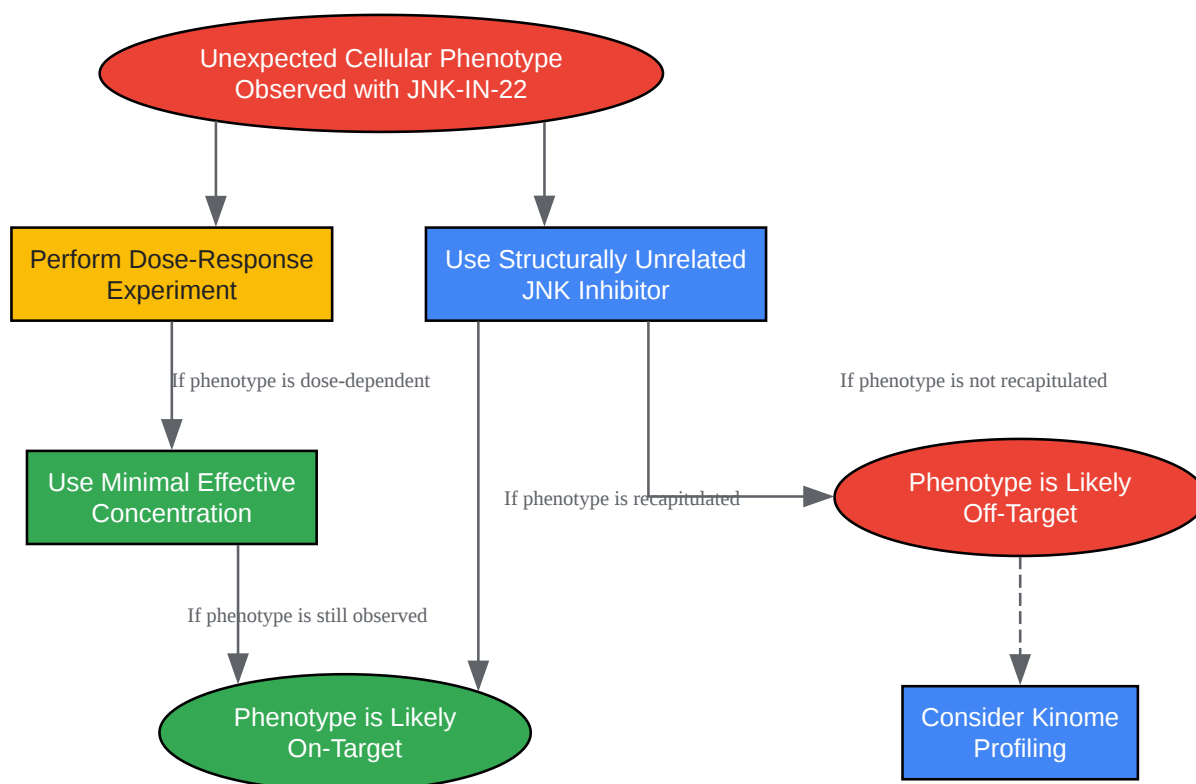 Unexpected Cellular Phenotype
Observed with JNK-IN-22
Perform Dose-Response
Experiment
Use Structurally Unrelated
JNK Inhibitor
If phenotype is dose-dependent
If phenotype is not recapitulated
Use Minimal Effective
Concentration
If phenotype is recapitulated
Phenotype is Likely
Off-Target
If phenotype is still observed
Phenotype is Likely
On-Target
Consider Kinome
Profiling